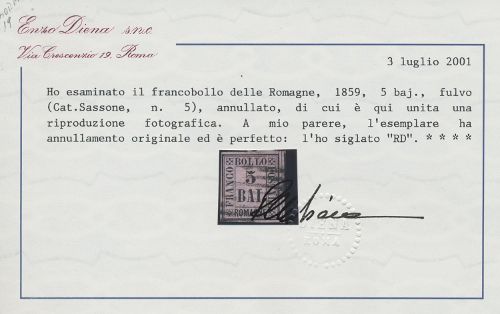 Enzo Diena s.n.c.
Via Crescenzio 19, Roma
3 luglio 2001
Ho esaminato il francobollo delle Romagne, 1859, 5 baj., fulvo
(Cat.Sassone, n. 5), annullato, di cui è qui unita una
riproduzione fotografica. A mio parere, l'esemplare ha
annullamento originale ed è perfetto: l'ho siglato "RD". * * * *
BOLLO
FRANCO
5
BAI
ROMA